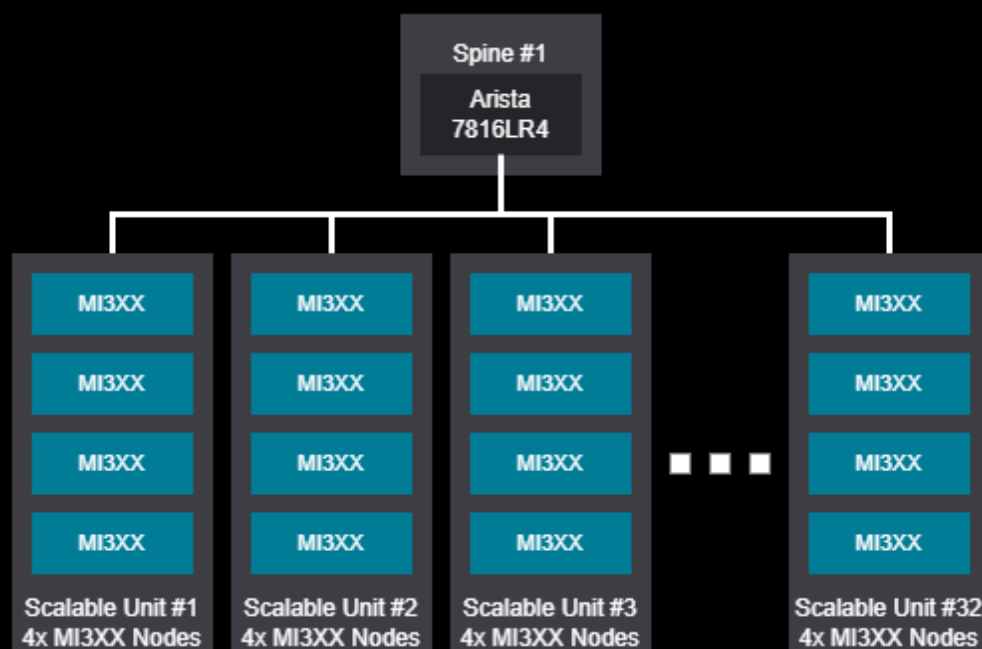 Spine #1
Arista
7816LR4
MI3XX
MI3XX
MI3XX
MI3XX
Scalable Unit #1
4x MI3XX Nodes
MI3XX
MI3XX
MI3XX
MI3XX
Scalable Unit #2
4x MI3XX Nodes
MI3XX
MI3XX
MI3XX
MI3XX
Scalable Unit #3
4x MI3XX Nodes
MI3XX
MI3XX
MI3XX
MI3XX
Scalable Unit #32
4x MI3XX Nodes